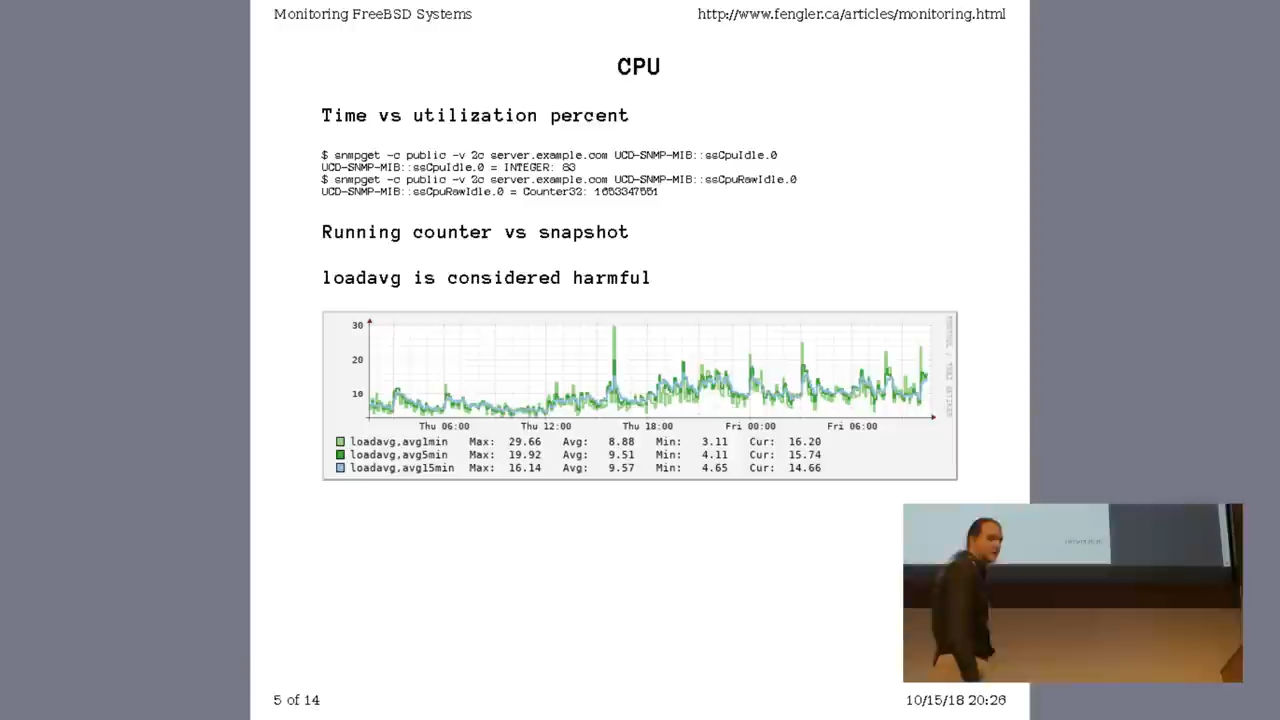 Monitoring FreeBSD Systems
http://www.fengler.ca/articles/monitoring.html
CPU
Time vs utilization percent
$ snmpget -c public -v 2c server.example.com UCD-SNMP-MIB::ssCpuIdle.0
UCD-SNMP-MIB::ssCpuIdle.0 = INTEGER: 83
$ snmpget -c public -v 2c server.example.com UCD-SNMP-MIB::ssCpuRawIdle.0
UCD-SNMP-MIB::ssCpuRawIdle.0 = Counter32: 1653347551
Running counter vs snapshot
loadavg is considered harmful
30
20
10
Thu 06:00 Thu 12:00 Thu 18:00 Fri 00:00 Fri 06:00
loadavg,avg1min Max: 29.66 Avg: 8.88 Min: 3.11 Cur: 16.20
loadavg,avg5min Max: 19.92 Avg: 9.51 Min: 4.11 Cur: 15.74
loadavg,avg15min Max: 16.14 Avg: 9.57 Min: 4.65 Cur: 14.66
5 of 14
10/15/18 20:26